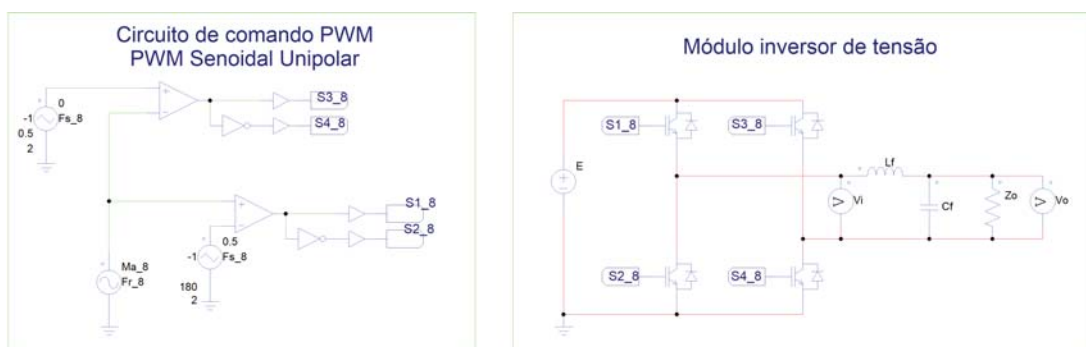 Circuito de comando PWM
PWM Senoidal Unipolar
0
-1
Fs_8
0.5
2
S3_8
S4_8
S1_8
S2_8
0.5
-1
Fs_8
180
2
Ma_8
Fr_8
Módulo inversor de tensão
S1_8
S3_8
E
Lf
Vi
V
Cf
Zo
V
Vo
S2_8
S4_8